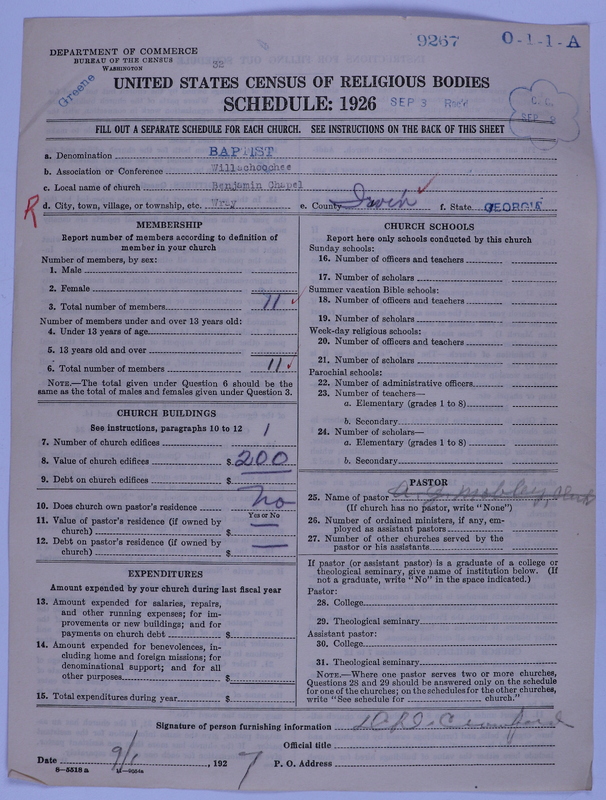 9267 O-1-1-A
DEPARTMENT OF COMMERCE
BUREAU OF THE CENSUS
WASHINGTON
32
Greene
UNITED STATES CENSUS OF RELIGIOUS BODIES
SCHEDULE: 1926
SEP 3 Rec'd
C. C.
SEP
FILL OUT A SEPARATE SCHEDULE FOR EACH CHURCH. SEE INSTRUCTIONS ON THE BACK OF THIS SHEET
a. Denomination BAPTIST
b. Association or Conference Willachoochee
c. Local name of church Benjamin Chapel
R
d. City, town, village, or township, etc. Wray e. County Irwin f. State GEORGIA
MEMBERSHIP
Report number of members according to definition of
member in your church
Number of members, by sex:
1. Male
2. Female
3. Total number of members 11
Number of members under and over 13 years old:
4. Under 13 years of age
5. 13 years old and over
6. Total number of members 11
NOTE.—The total given under Question 6 should be the
same as the total of males and females given under Question 3.
CHURCH BUILDINGS
See instructions, paragraphs 10 to 12
7. Number of church edifices 1
8. Value of church edifices $ 200
9. Debt on church edifices $
10. Does church own pastor's residence No
Yes or No
11. Value of pastor's residence (if owned by
church) $ —
12. Debt on pastor's residence (if owned by
church) $ —
EXPENDITURES
Amount expended by your church during last fiscal year
13. Amount expended for salaries, repairs,
and other running expenses; for im-
provements or new buildings; and for
payments on church debt $
14. Amount expended for benevolences, in-
cluding home and foreign missions; for
denominational support; and for all
other purposes $
15. Total expenditures during year $
CHURCH SCHOOLS
Report here only schools conducted by this church
Sunday schools:
16. Number of officers and teachers
17. Number of scholars
Summer vacation Bible schools:
18. Number of officers and teachers
19. Number of scholars
Week-day religious schools:
20. Number of officers and teachers
21. Number of scholars
Parochial schools:
22. Number of administrative officers
23. Number of teachers—
a. Elementary (grades 1 to 8)
b. Secondary
24. Number of scholars—
a. Elementary (grades 1 to 8)
b. Secondary
PASTOR
25. Name of pastor Mobley
(If church has no pastor, write "None")
26. Number of ordained ministers, if any, em-
ployed as assistant pastors
27. Number of other churches served by the
pastor or his assistants
If pastor (or assistant pastor) is a graduate of a college or
theological seminary, give name of institution below. (If
not a graduate, write "No" in the space indicated.)
Pastor:
28. College
29. Theological seminary
Assistant pastor:
30. College
31. Theological seminary
NOTE.—Where one pastor serves two or more churches,
Questions 28 and 29 should be answered only on the schedule
for one of the churches; on the schedules for the other churches,
write "See schedule for church."
Signature of person furnishing information Crawford
Official title
Date 9/1, 1927 P. O. Address
8—5518 a